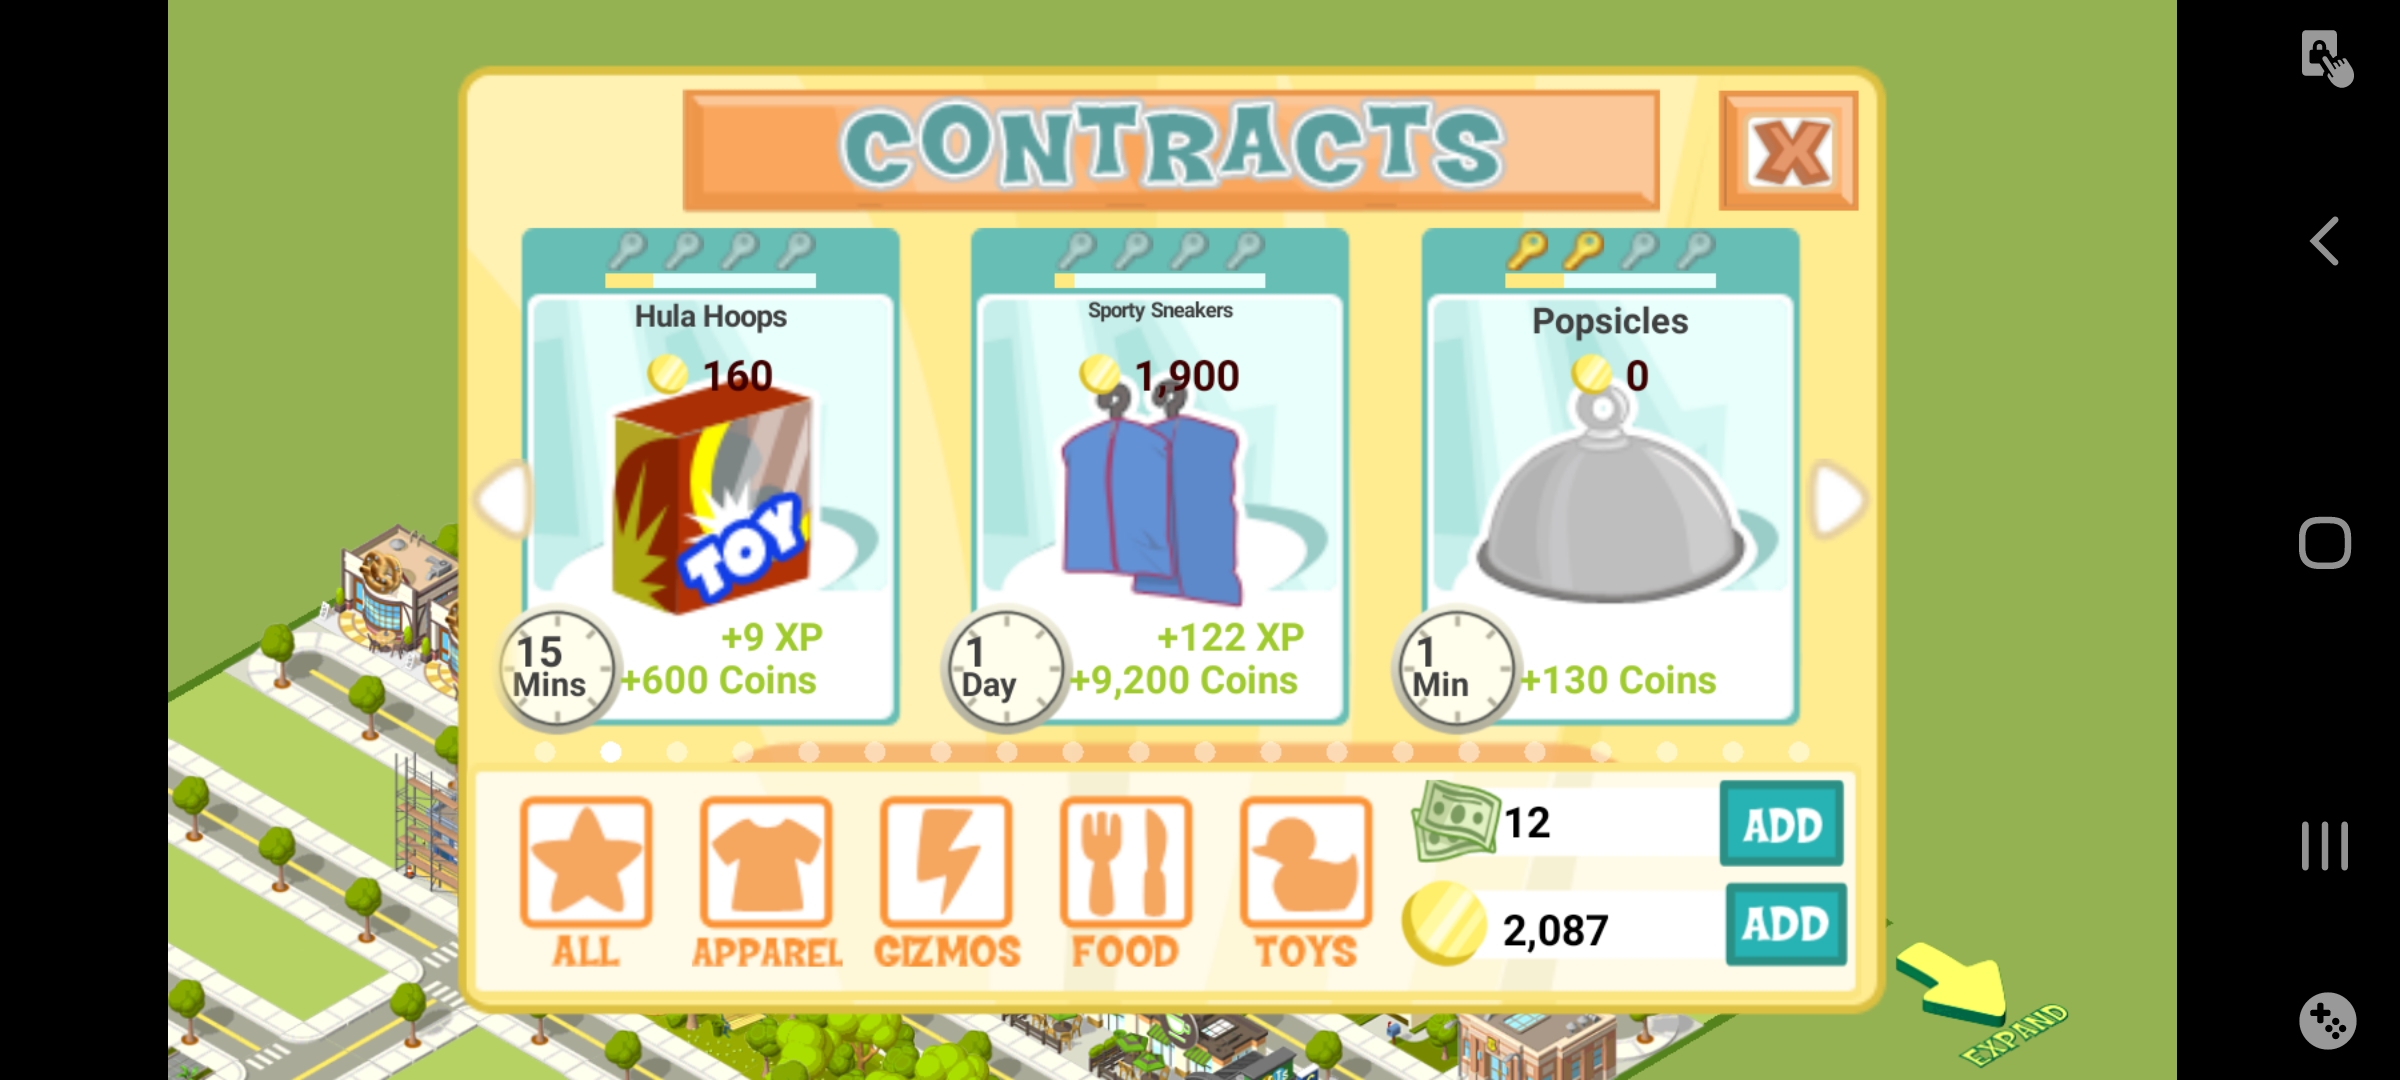 CONTRACTS
X
Hula Hoops
160
TOY
15
Mins
+9 XP
+600 Coins
Sporty Sneakers
1,900
1
Day
+122 XP
+9,200 Coins
Popsicles
0
1
Min
+130 Coins
ALL
APPAREL
GIZMOS
FOOD
TOYS
12
ADD
2,087
ADD
EXPAND